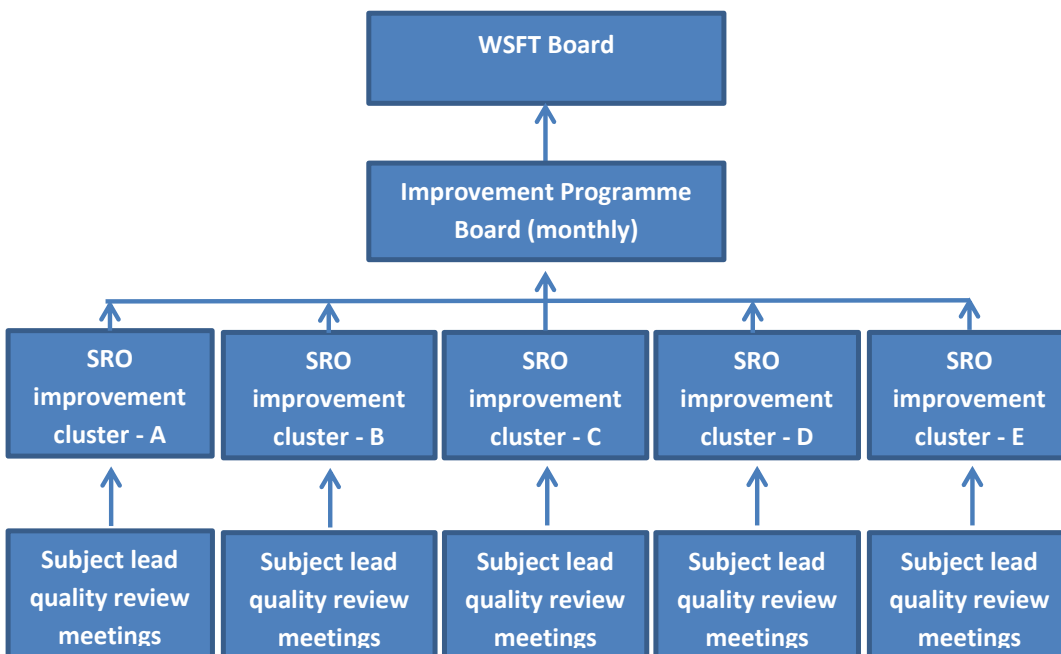 WSFT Board
Improvement Programme
Board (monthly)
SRO
improvement
cluster - A
SRO
improvement
cluster - B
SRO
improvement
cluster - C
SRO
improvement
cluster - D
SRO
improvement
cluster - E
Subject lead
quality review
meetings
Subject lead
quality review
meetings
Subject lead
quality review
meetings
Subject lead
quality review
meetings
Subject lead
quality review
meetings